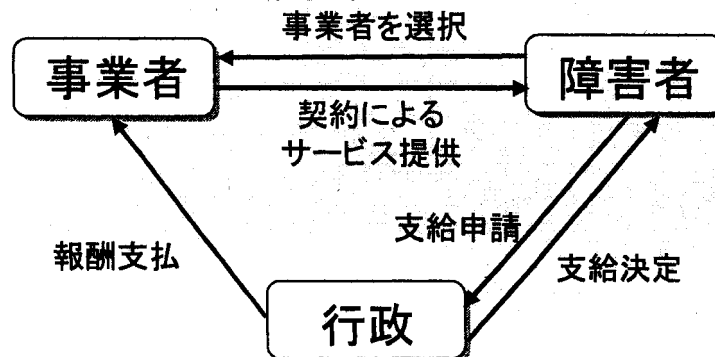 事業者を選択
事業者
障害者
契約による
サービス提供
支給申請
報酬支払
支給決定
行政